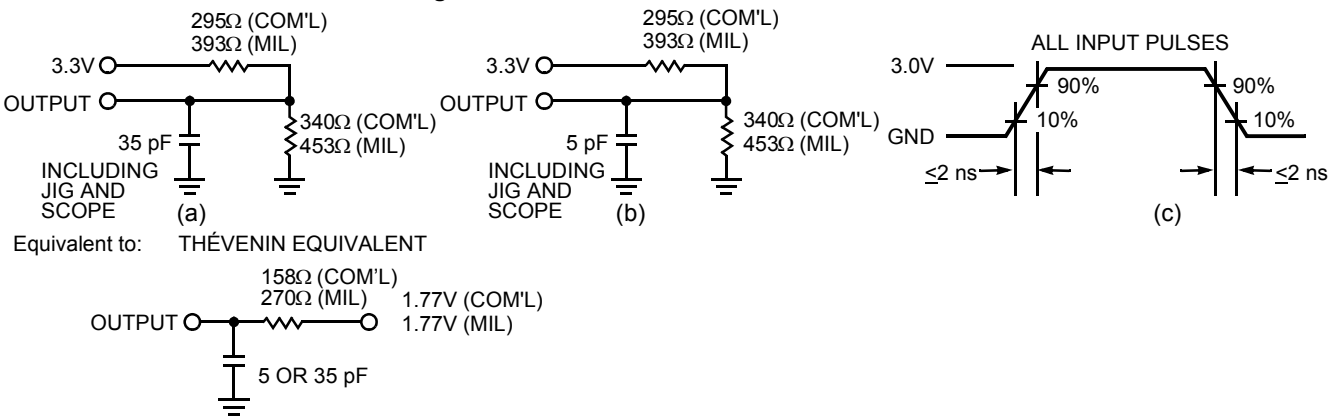 295Ω (COM'L)
393Ω (MIL)
3.3V
OUTPUT
340Ω (COM'L)
453Ω (MIL)
35 pF
INCLUDING
JIG AND
SCOPE
(a)
295Ω (COM'L)
393Ω (MIL)
3.3V
OUTPUT
340Ω (COM'L)
453Ω (MIL)
5 pF
INCLUDING
JIG AND
SCOPE
(b)
ALL INPUT PULSES
3.0V
90%
90%
10%
10%
GND
≤2 ns
≤2 ns
(c)
Equivalent to: THÉVENIN EQUIVALENT
158Ω (COM'L)
270Ω (MIL)
1.77V (COM'L)
1.77V (MIL)
OUTPUT
5 OR 35 pF